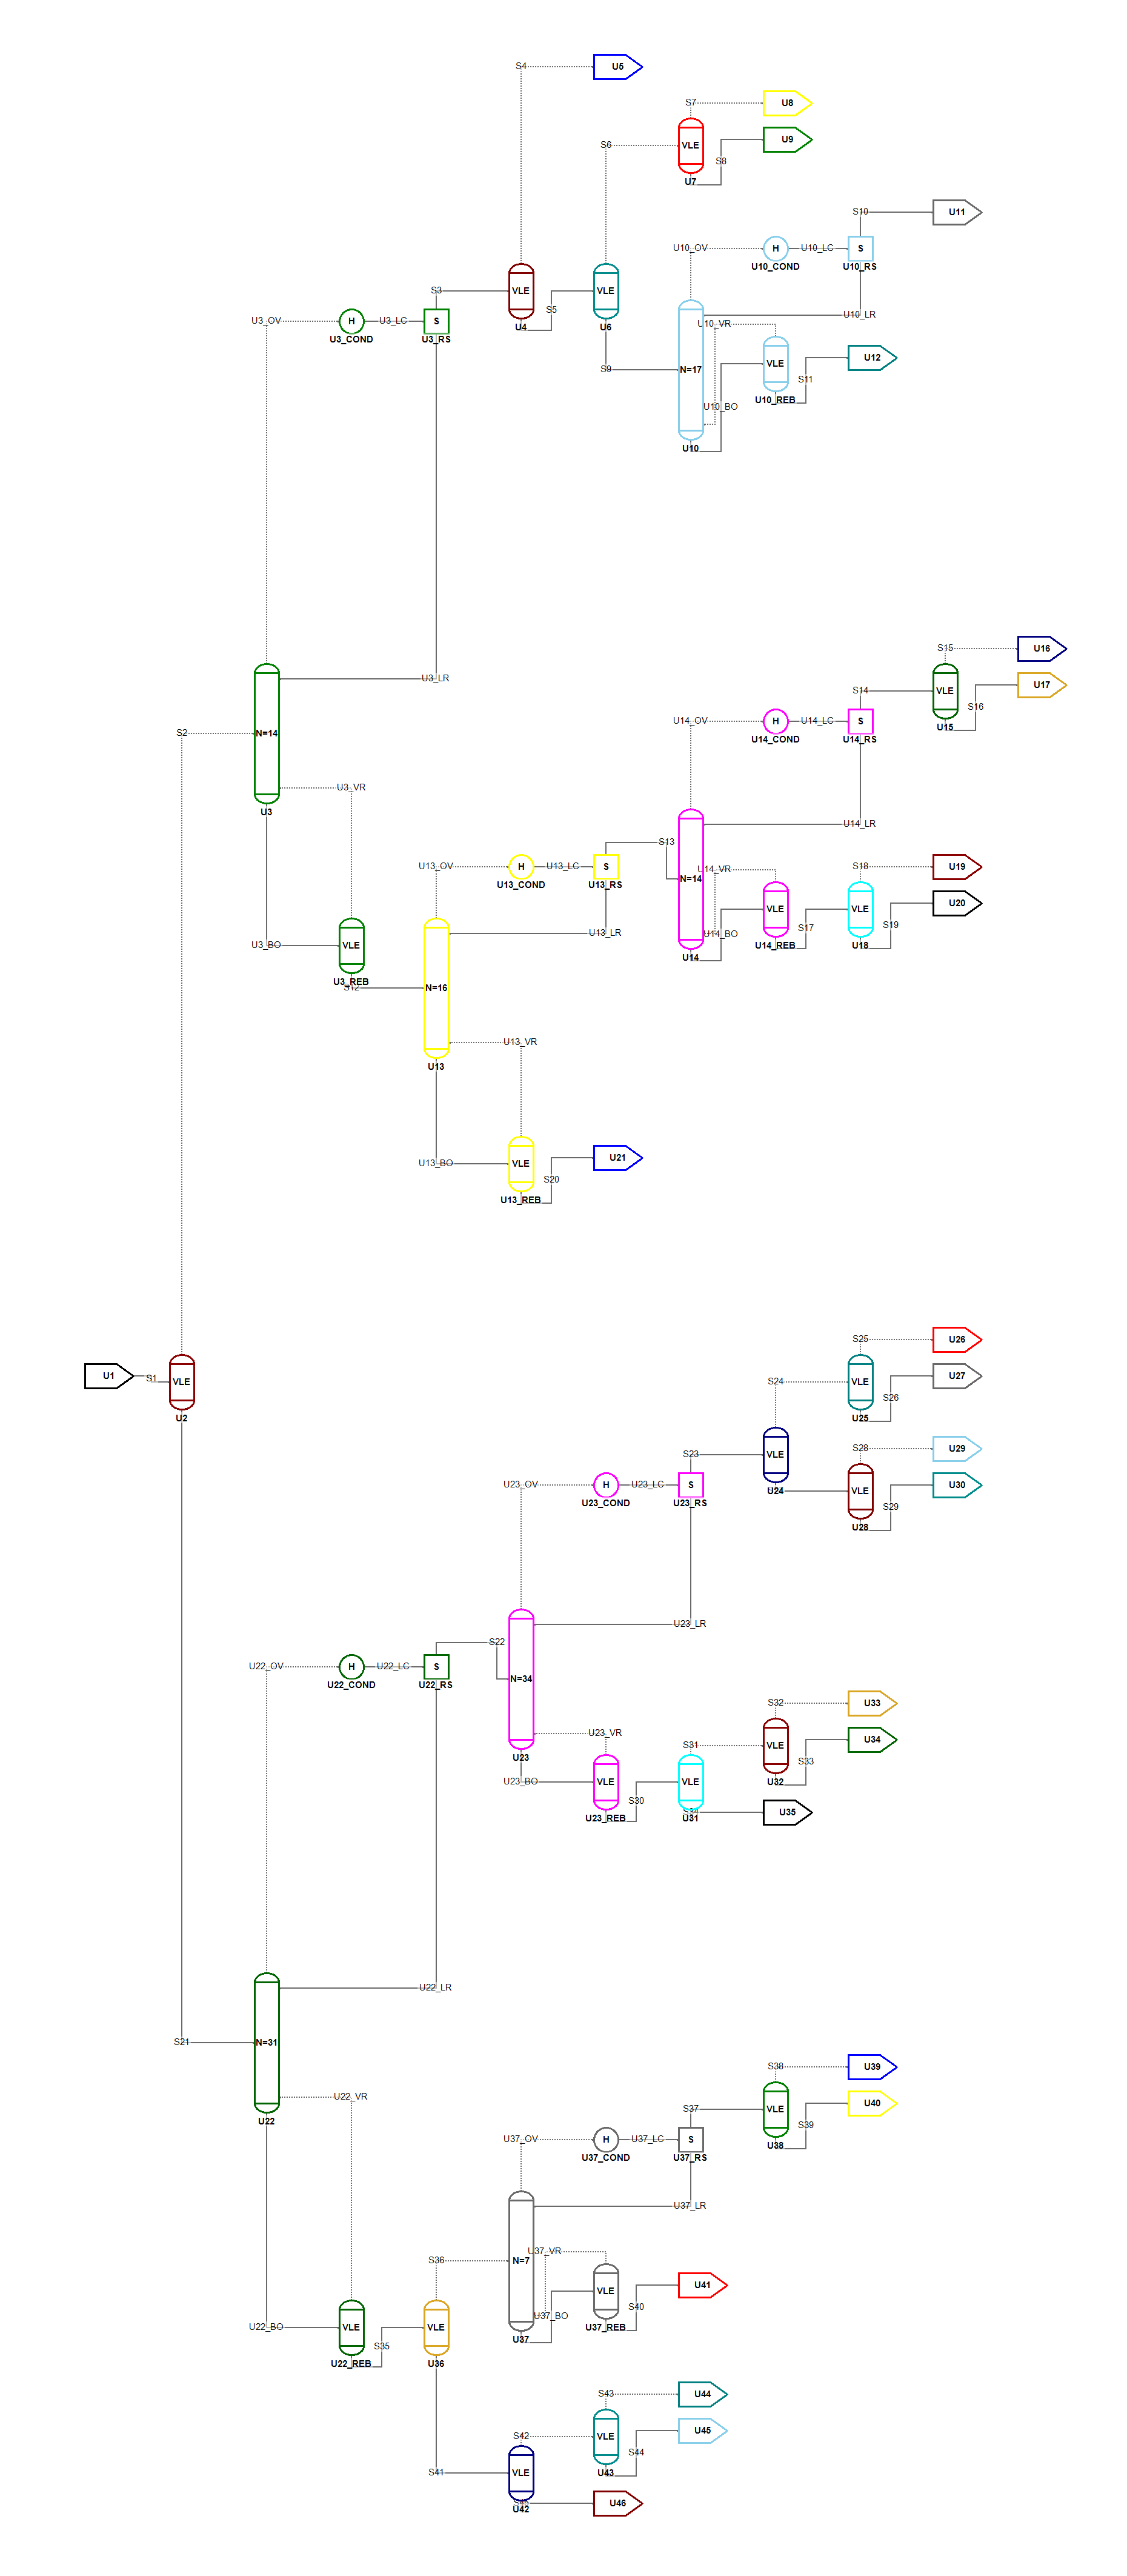 S4
U5
S7
U8
S6
VLE
U9
S8
U7
S10
U11
U10_OV
H
U10_LC
S
U10_COND
U10_RS
S3
VLE
VLE
S5
U4
U6
U3_OV
H
U3_LC
S
U3_COND
U3_RS
U10_LR
U10_VR
S9
N=17
VLE
U12
S11
U10_REB
U10_BO
U10
S15
U16
U3_LR
S14
VLE
U17
S16
U14_OV
H
U14_LC
S
U15
U14_COND
U14_RS
S2
N=14
U3_VR
U3
U14_LR
S13
U13_OV
H
U13_LC
S
U14_VR
S18
U19
U13_COND
U13_RS
N=14
VLE
VLE
U20
S17
S19
U13_LR
U14_BO
U3_BO
VLE
U14
U14_REB
U18
U3_REB
S12
N=16
U13_VR
U13
U13_BO
VLE
U21
S20
U13_REB
S25
U26
U1
S1
VLE
S24
VLE
U27
S26
U2
U25
S28
U29
S23
VLE
U23_OV
H
U23_LC
S
U24
VLE
U30
U23_COND
U23_RS
S29
U28
U23_LR
S22
U22_OV
H
U22_LC
S
N=34
U22_COND
U22_RS
S32
U33
U23_VR
S31
VLE
U34
U23
S33
U23_BO
VLE
VLE
U32
S30
U23_REB
S34
U31
U35
U22_LR
S21
N=31
S38
U39
U22_VR
U22
S37
VLE
U40
S39
U37_OV
H
U37_LC
S
U38
U37_COND
U37_RS
U37_LR
U37_VR
S36
N=7
VLE
U41
S40
U37_BO
U22_BO
VLE
VLE
U37_REB
U37
S35
U22_REB
U36
S43
U44
S42
VLE
U45
S44
S41
VLE
U43
U46
U42